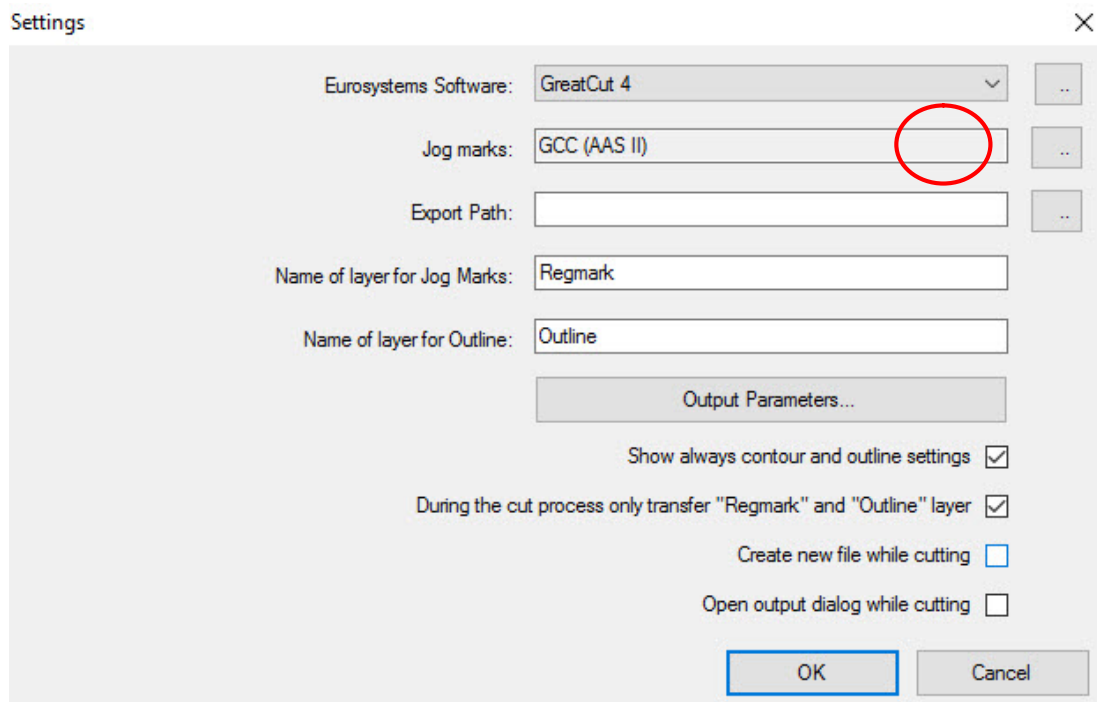 Settings
Eurosystems Software: GreatCut 4 ..
Jog marks: GCC (AAS II) ..
Export Path: ..
Name of layer for Jog Marks: Regmark
Name of layer for Outline: Outline
Output Parameters...
Show always contour and outline settings
During the cut process only transfer "Regmark" and "Outline" layer
Create new file while cutting
Open output dialog while cutting
OK Cancel